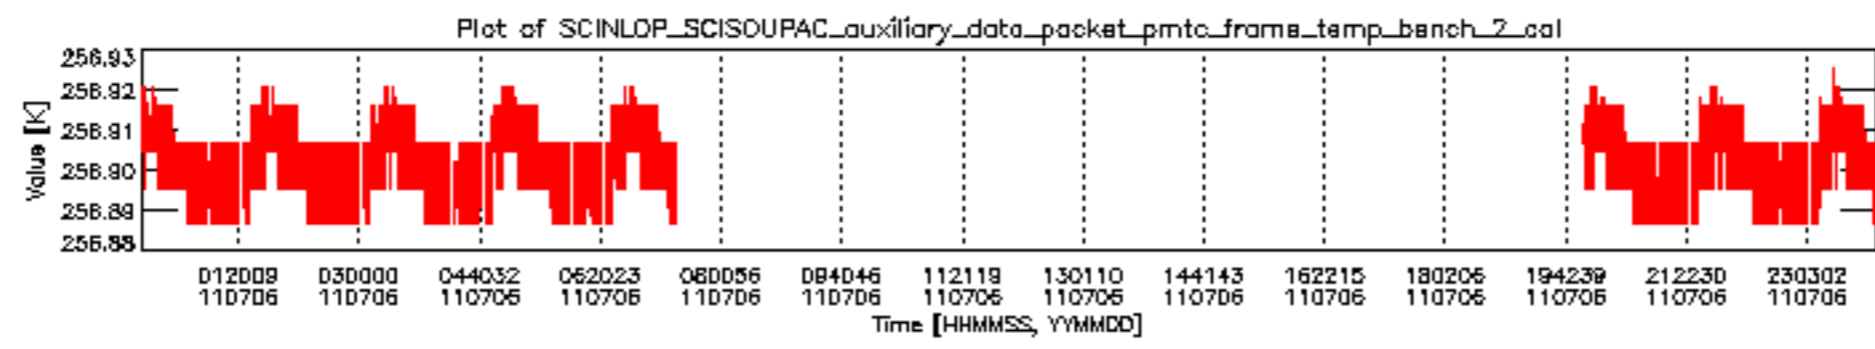 Plot of SCINLOP_SCISOUPAC_auxiliary_data_packet_pmtc_frame_temp_bench_2_cal
256.93
256.92
256.91
256.90
256.89
256.88
Value [K]
012009 030000 044032 062023 080056 094046 112119 130110 144143 162215 180206 194239 212230 230302
110706 110706 110706 110706 110706 110706 110706 110706 110706 110706 110706 110706 110706 110706
Time [HHMMSS, YYMMDD]